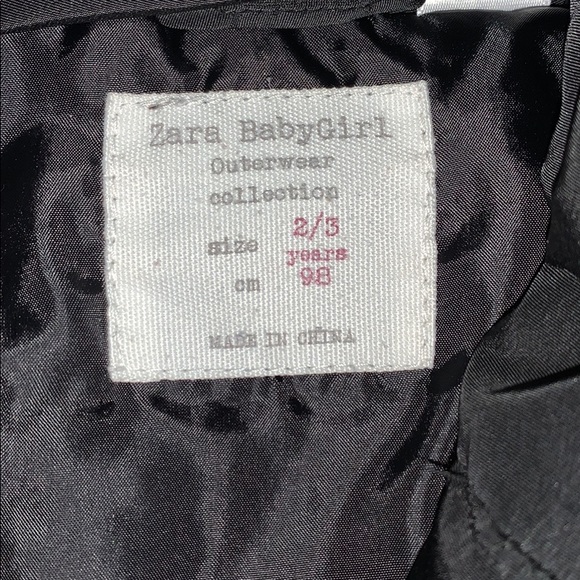 Zara BabyGirl
Outerwear
collection
size 2/3
years
cm 98
MADE IN CHINA